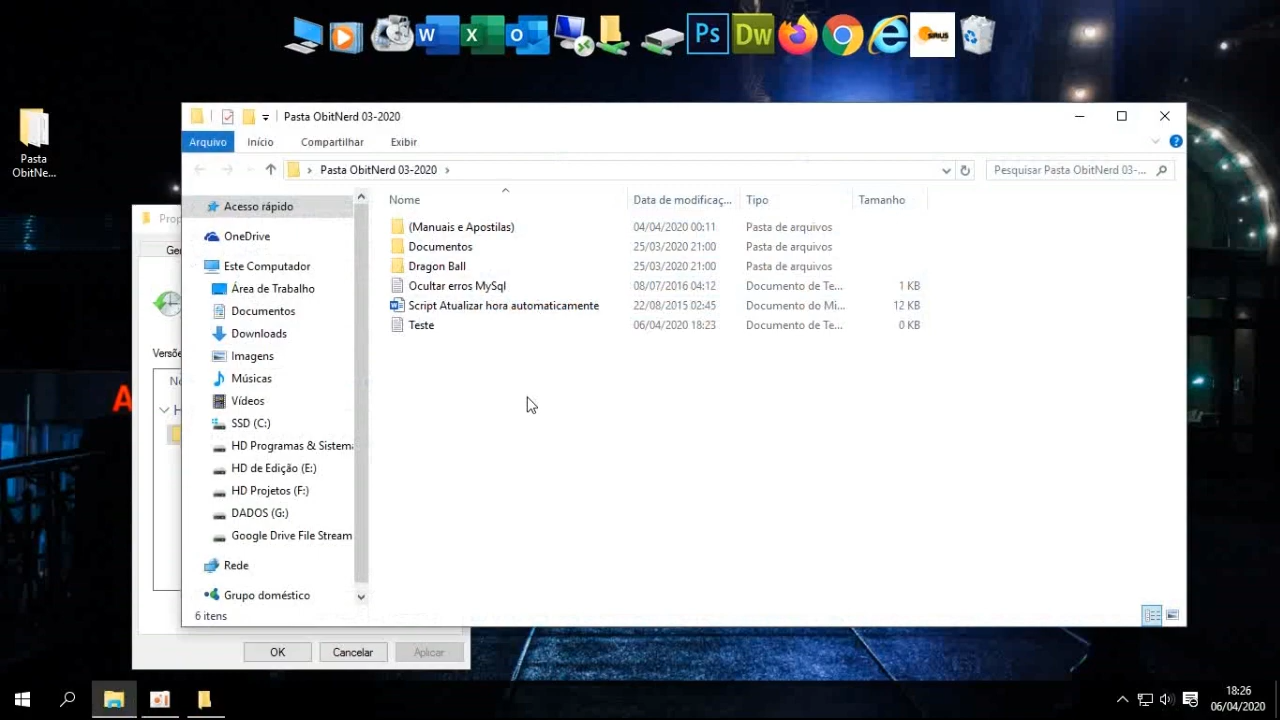 W X O Ps Dw SIRIUS
Pasta
ObitNe...
Pasta ObitNerd 03-2020
Arquivo Início Compartilhar Exibir
Pasta ObitNerd 03-2020
Pesquisar Pasta ObitNerd 03-...
Nome Data de modificaç... Tipo Tamanho
(Manuais e Apostilas) 04/04/2020 00:11 Pasta de arquivos
Documentos 25/03/2020 21:00 Pasta de arquivos
Dragon Ball 25/03/2020 21:00 Pasta de arquivos
Ocultar erros MySql 08/07/2016 04:12 Documento de Te... 1 KB
Script Atualizar hora automaticamente 22/08/2015 02:45 Documento do Mi... 12 KB
Teste 06/04/2020 18:23 Documento de Te... 0 KB
Acesso rápido
OneDrive
Este Computador
Área de Trabalho
Documentos
Downloads
Imagens
Músicas
Vídeos
SSD (C:)
HD Programas & Sistema
HD de Edição (E:)
HD Projetos (F:)
DADOS (G:)
Google Drive File Stream
Rede
Grupo doméstico
6 itens
Prop
Ge
Versõe
No
H
A
OK Cancelar Aplicar
18:26
06/04/2020